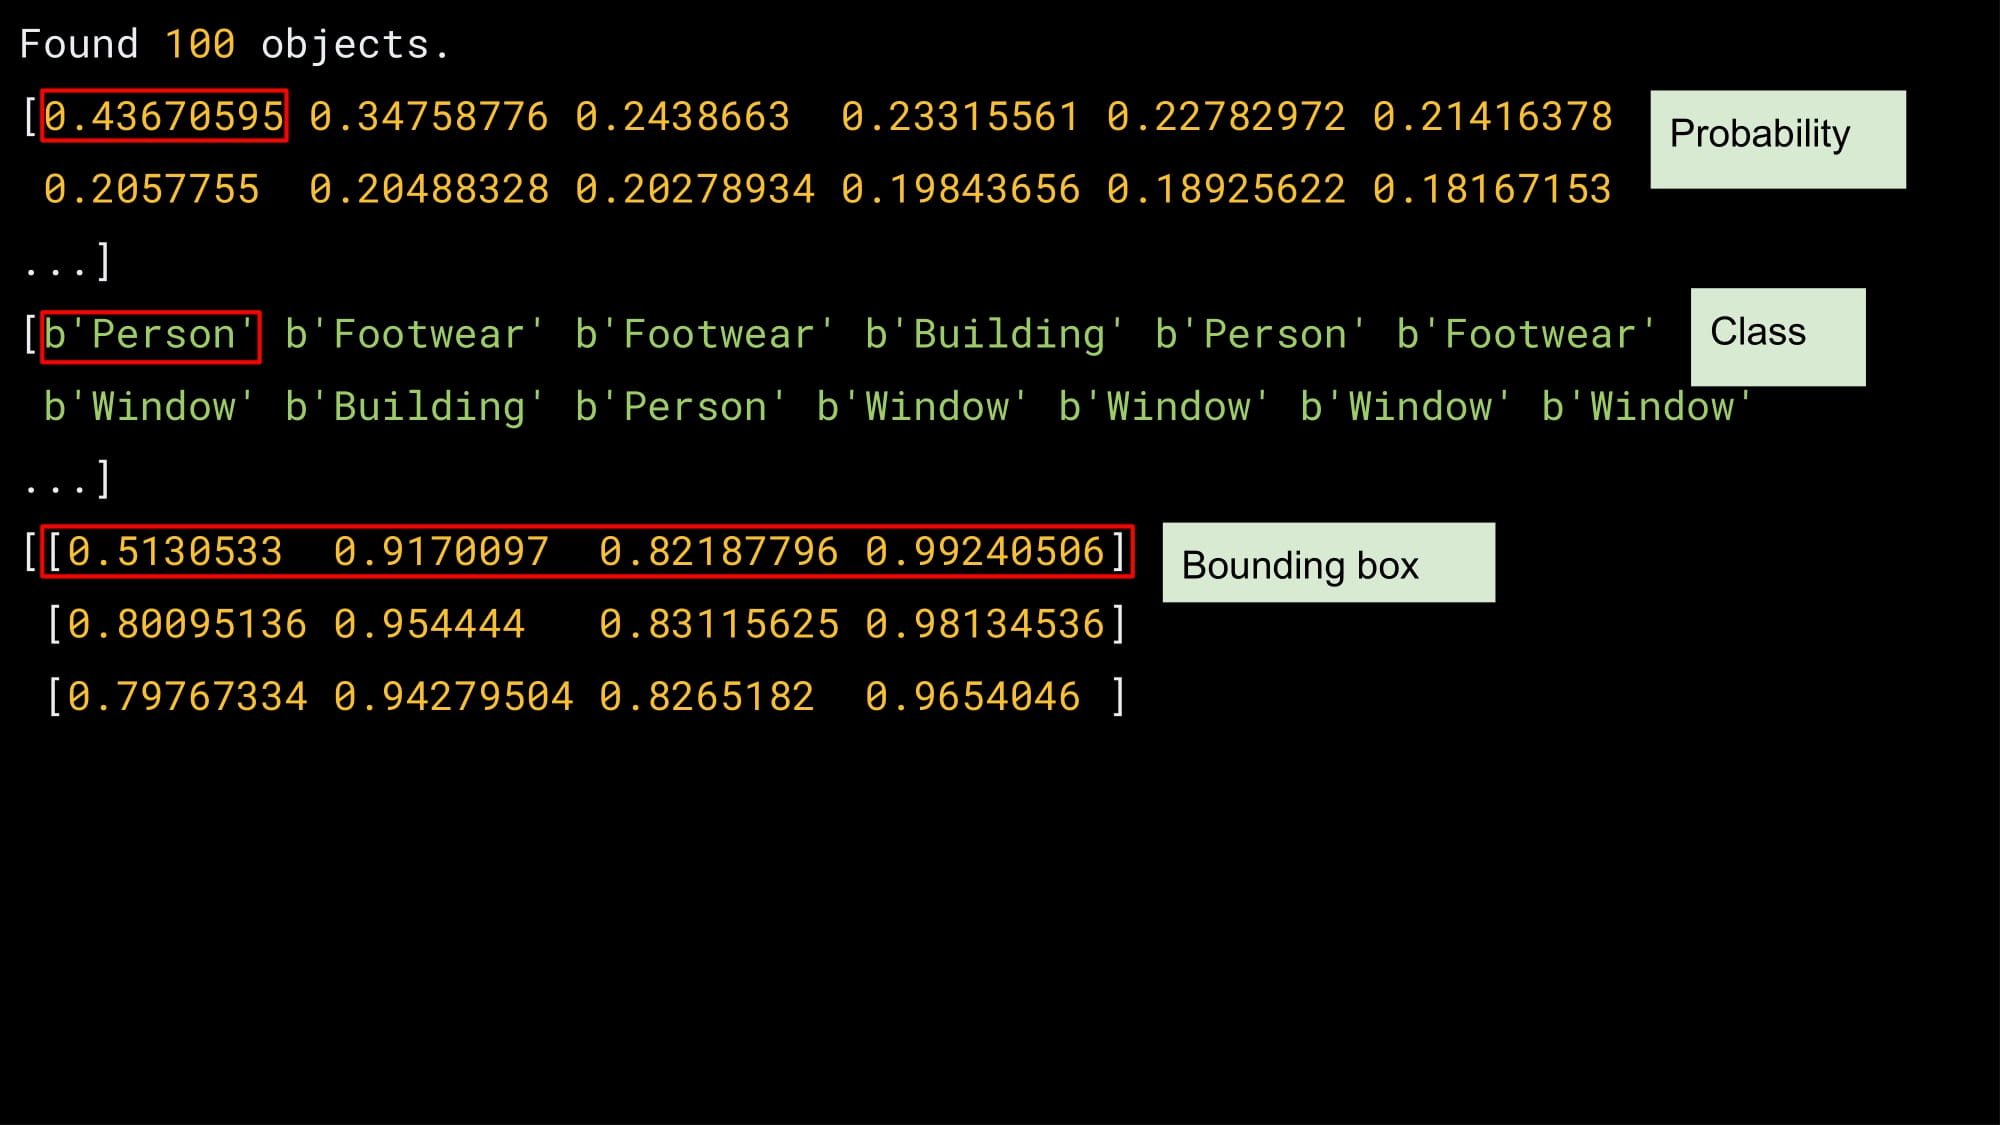 Found 100 objects.
[0.43670595 0.34758776 0.2438663  0.23315561 0.22782972 0.21416378
Probability
0.2057755  0.20488328 0.20278934 0.19843656 0.18925622 0.18167153
...]
[b'Person' b'Footwear' b'Footwear' b'Building' b'Person' b'Footwear'
Class
b'Window' b'Building' b'Person' b'Window' b'Window' b'Window' b'Window'
...]
[[0.5130533  0.9170097  0.82187796 0.99240506]
Bounding box
[0.80095136 0.954444   0.83115625 0.98134536]
[0.79767334 0.94279504 0.8265182  0.9654046 ]